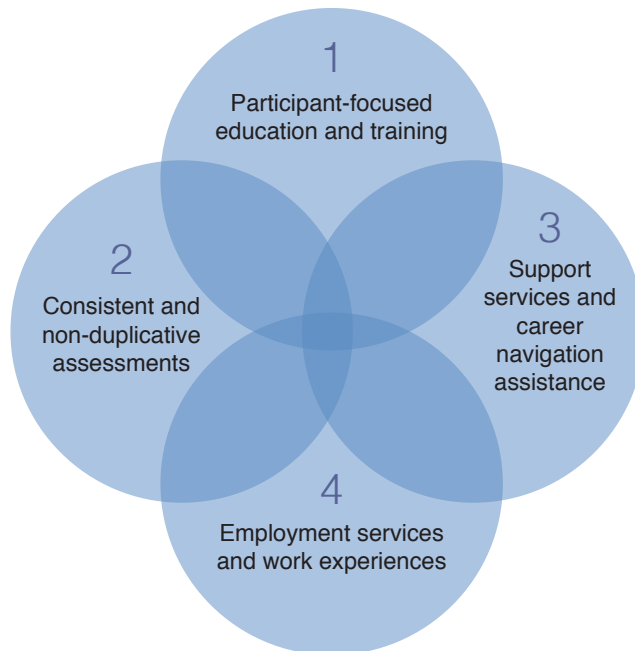 1
Participant-focused
education and training
2
Consistent and
non-duplicative
assessments
3
Support
services and
career
navigation
assistance
4
Employment services
and work experiences